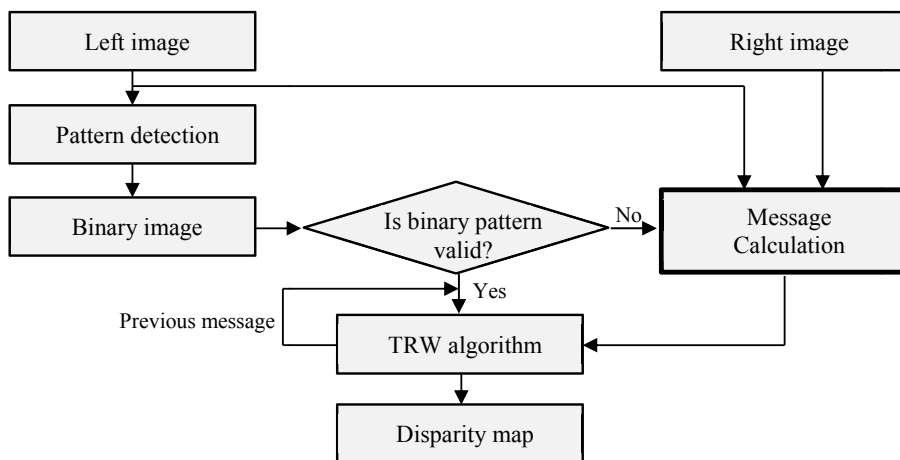 Left image
Right image
Pattern detection
Binary image
Is binary pattern
valid?
No
Message
Calculation
Yes
Previous message
TRW algorithm
Disparity map